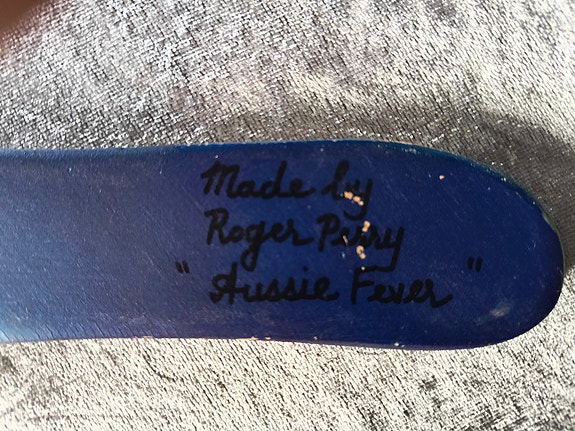 Made by
Roger Perry
"Aussie Fever"